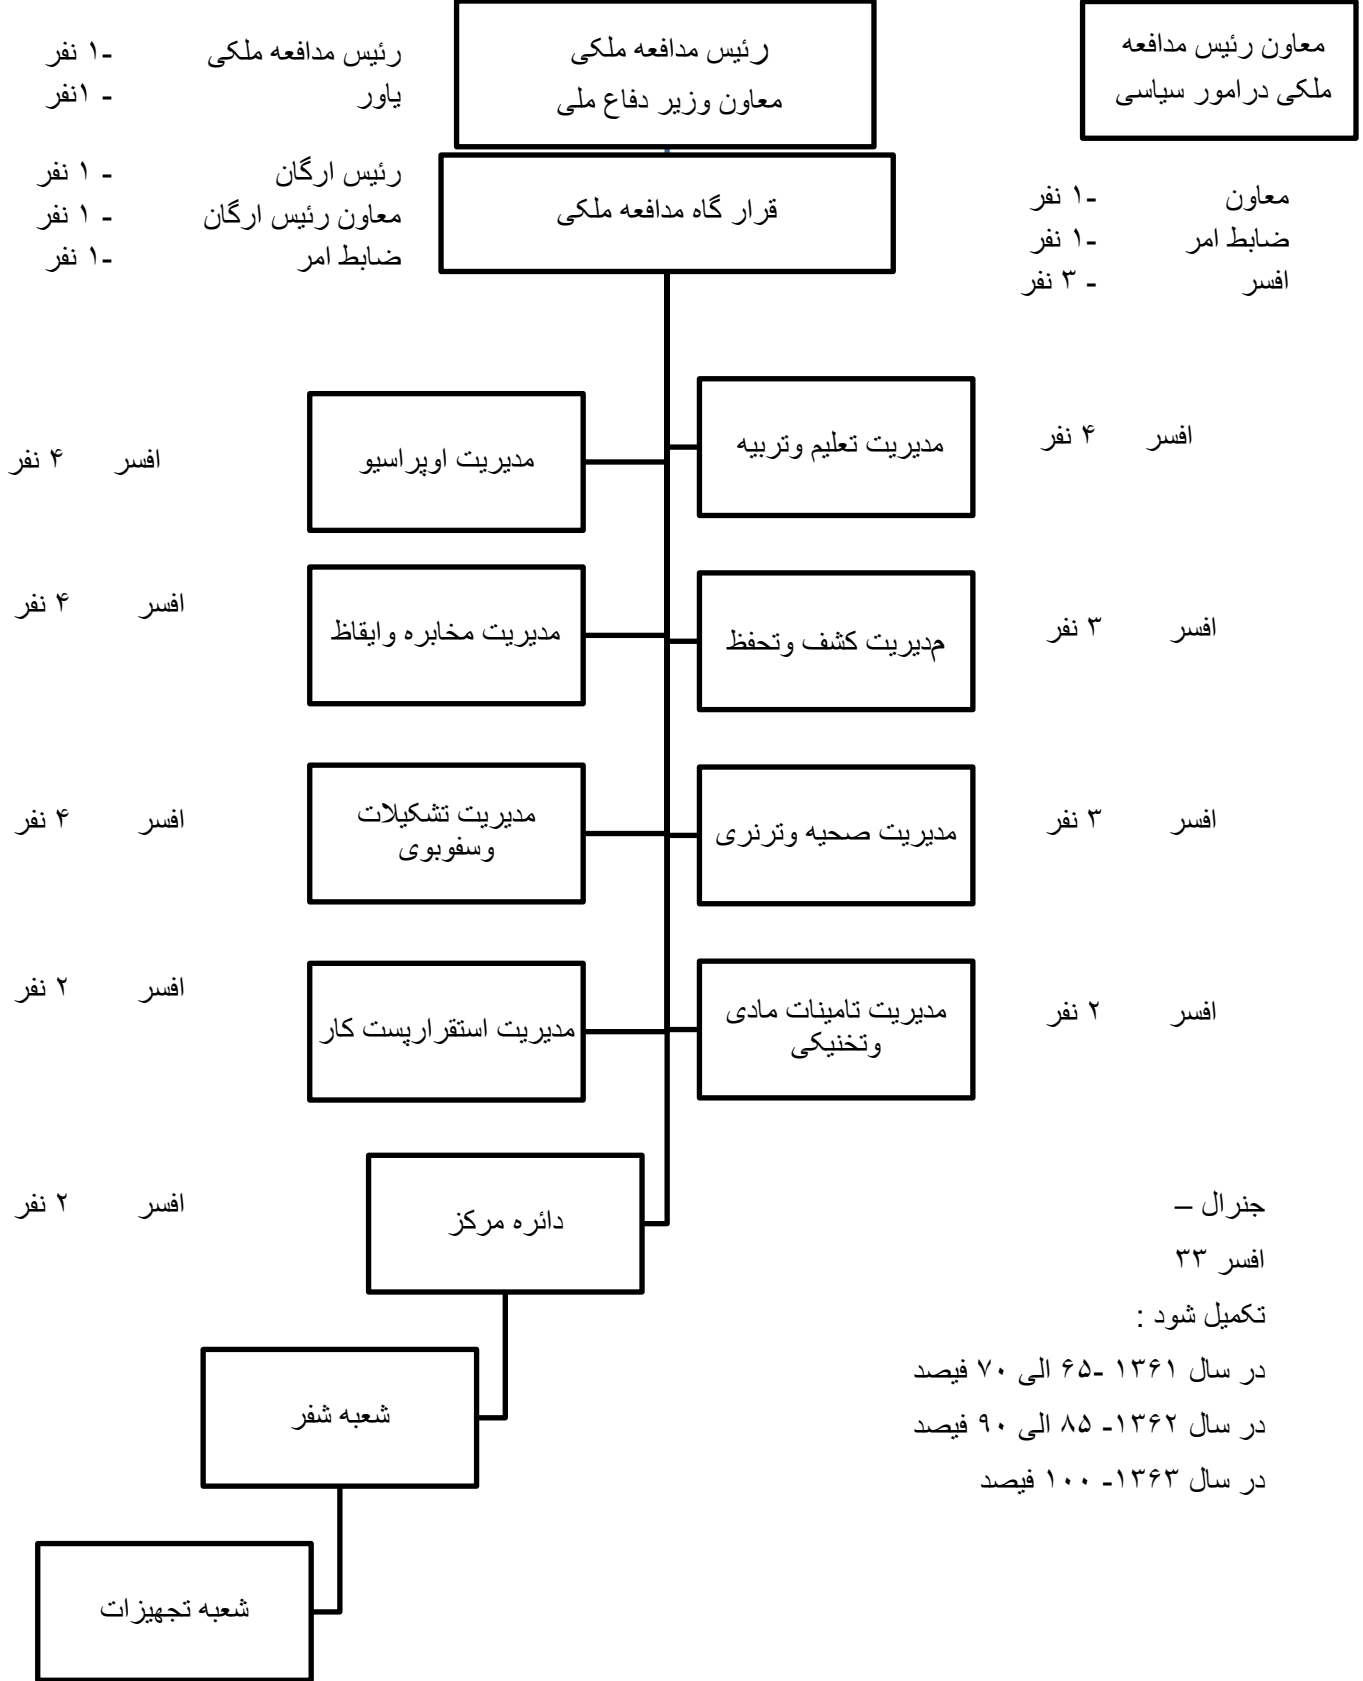 معاون رئیس مدافعه
ملکی درامور سیاسی
رئیس مدافعه ملکی
معاون وزیر دفاع ملی
رئیس مدافعه ملکی -۱ نفر
یاور - ۱نفر
قرار گاه مدافعه ملکی
رئیس ارگان - ۱ نفر
معاون رئیس ارگان - ۱ نفر
ضابط امر -۱ نفر
معاون -۱ نفر
ضابط امر -۱ نفر
افسر - ۳ نفر
افسر ۴ نفر
مدیریت تعلیم وتربیه
مدیریت اوپراسیو
افسر ۴ نفر
افسر ۳ نفر
مدیریت کشف وتحفظ
مدیریت مخابره وایقاظ
افسر ۴ نفر
افسر ۳ نفر
مدیریت صحیه وترنری
مدیریت تشکیلات
وسفوبوی
افسر ۴ نفر
افسر ۲ نفر
مدیریت تامینات مادی
وتخنیکی
مدیریت استقرارپست کار
افسر ۲ نفر
دائره مرکز
افسر ۲ نفر
جنرال –
افسر ۳۳
تکمیل شود :
در سال ۱۳۶۱ -۶۵ الی ۷۰ فیصد
در سال ۱۳۶۲- ۸۵ الی ۹۰ فیصد
در سال ۱۳۶۳- ۱۰۰ فیصد
شعبه شفر
شعبه تجهیزات